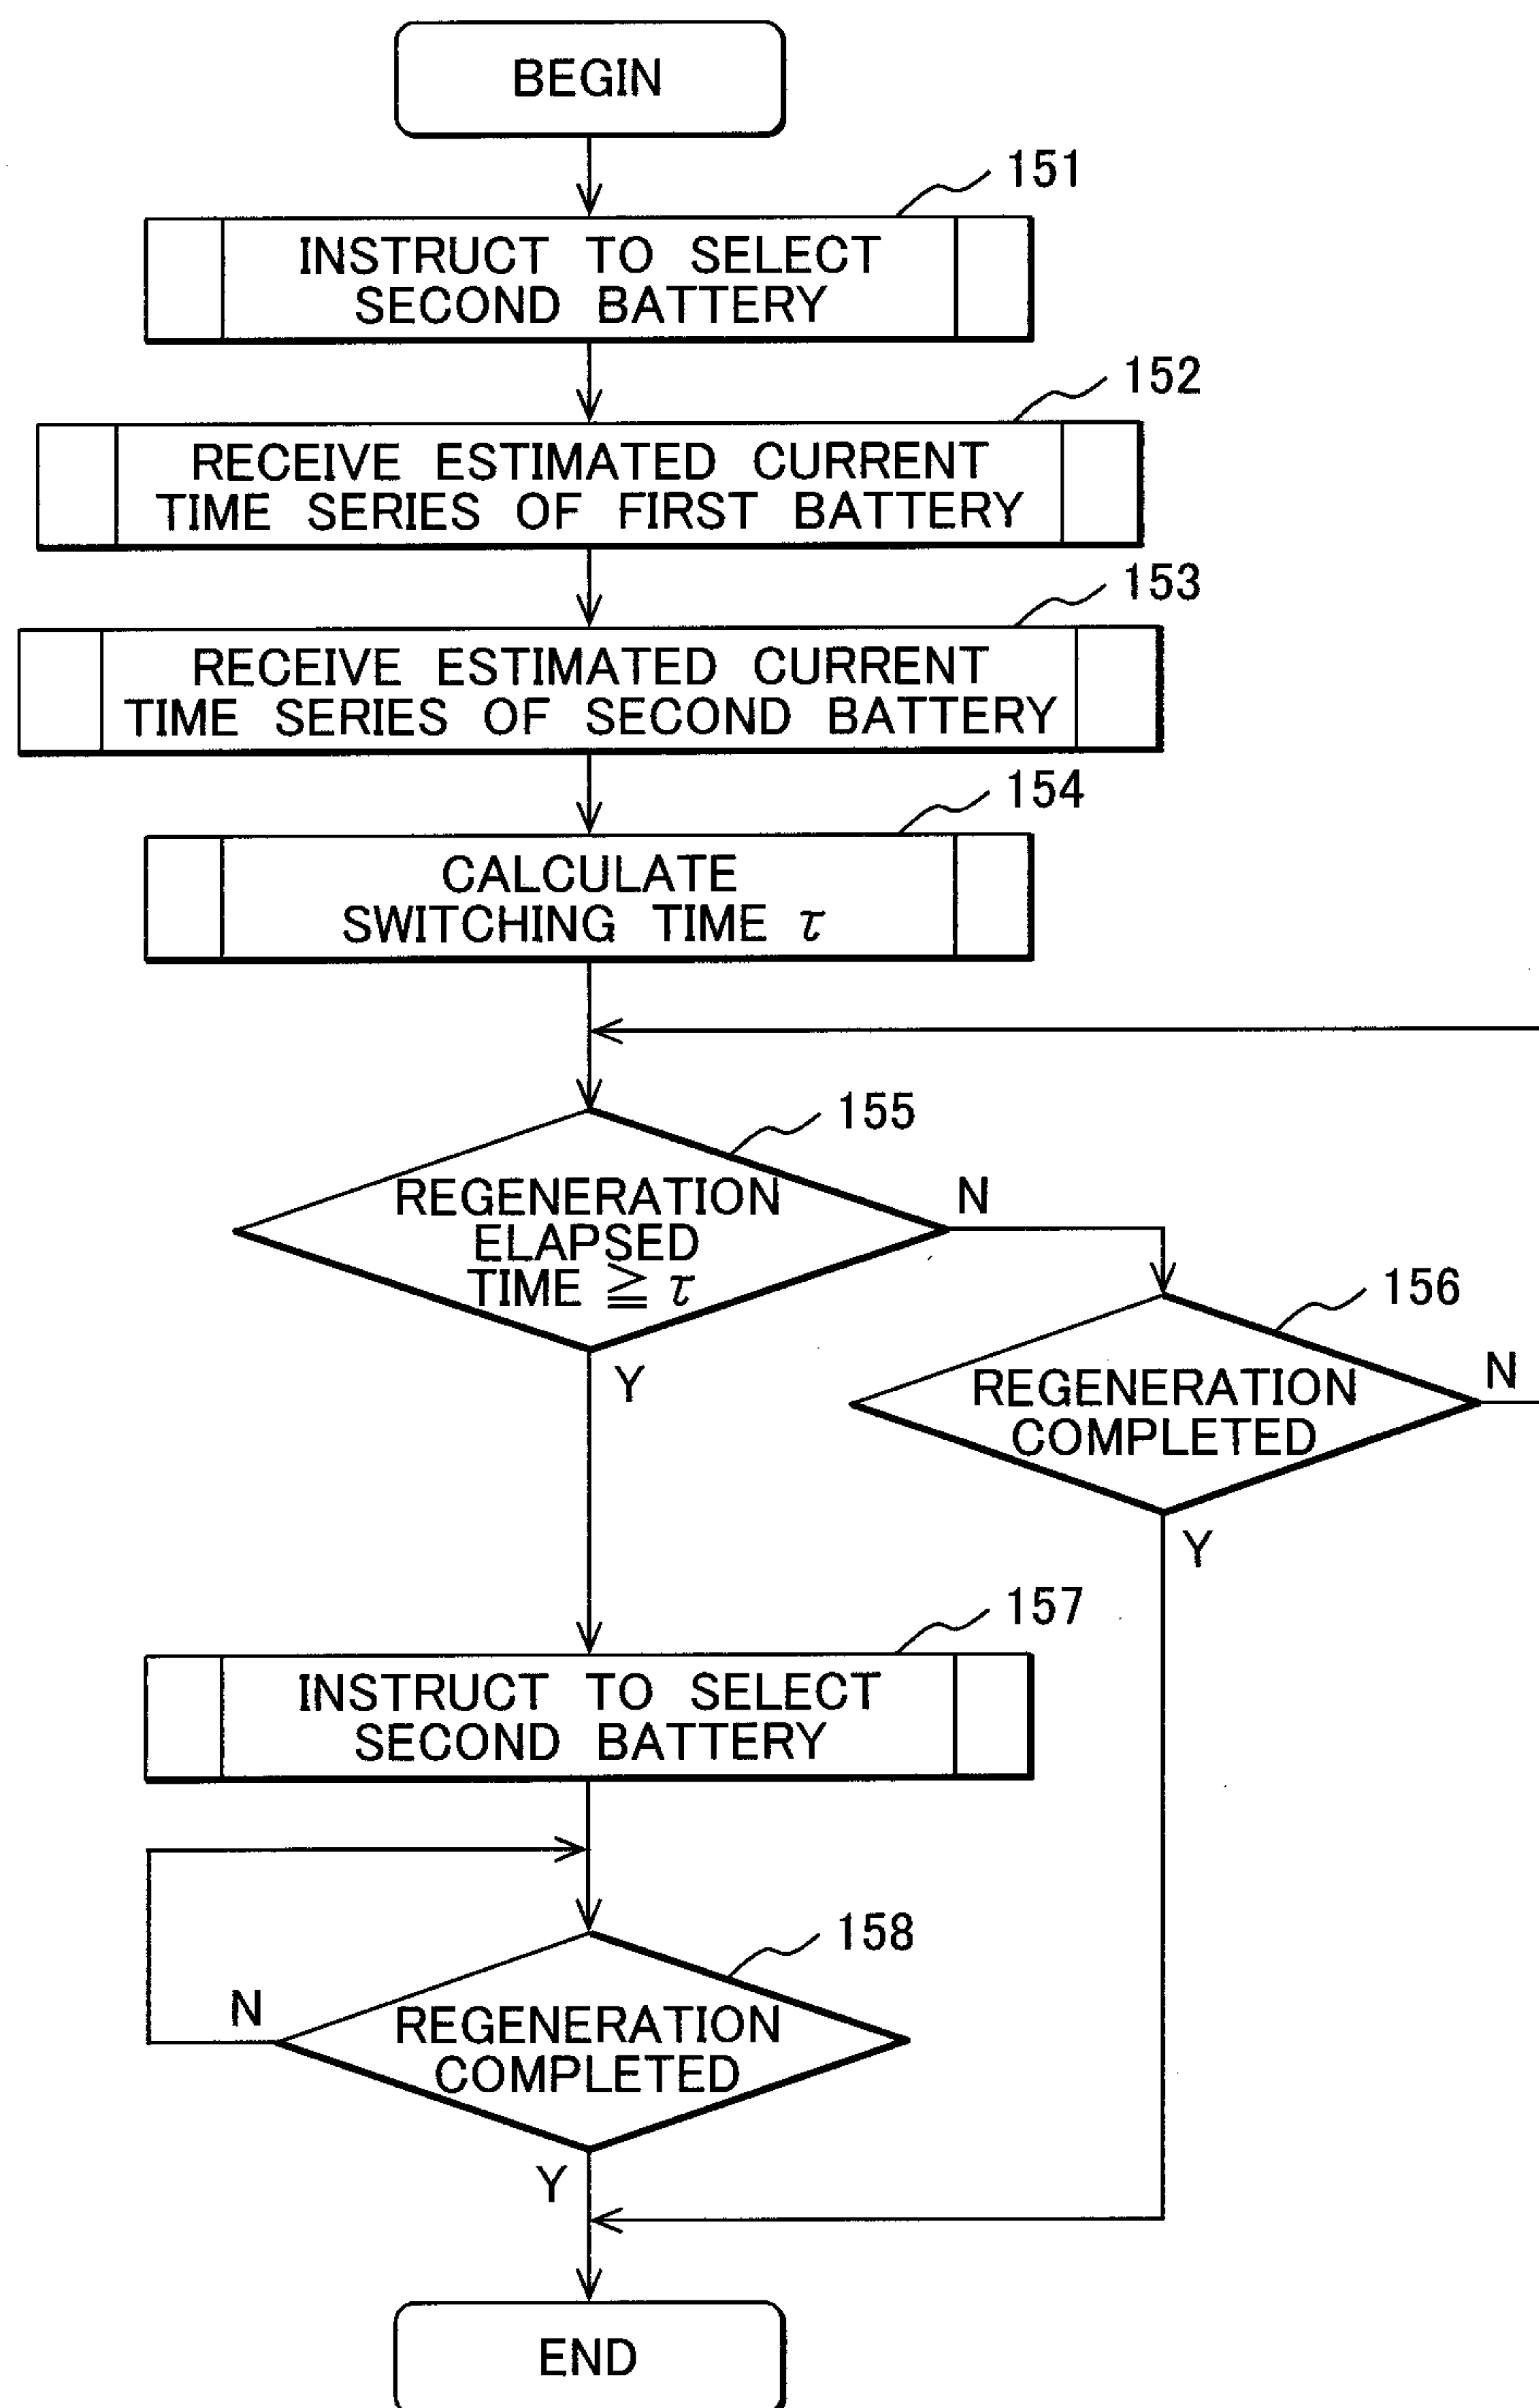 BEGIN
151
INSTRUCT TO SELECT
SECOND BATTERY
152
RECEIVE ESTIMATED CURRENT
TIME SERIES OF FIRST BATTERY
153
RECEIVE ESTIMATED CURRENT
TIME SERIES OF SECOND BATTERY
154
CALCULATE
SWITCHING TIME τ
155
REGENERATION
ELAPSED
TIME ≧ τ
N
Y
156
REGENERATION
COMPLETED
N
Y
157
INSTRUCT TO SELECT
SECOND BATTERY
158
REGENERATION
COMPLETED
N
Y
END